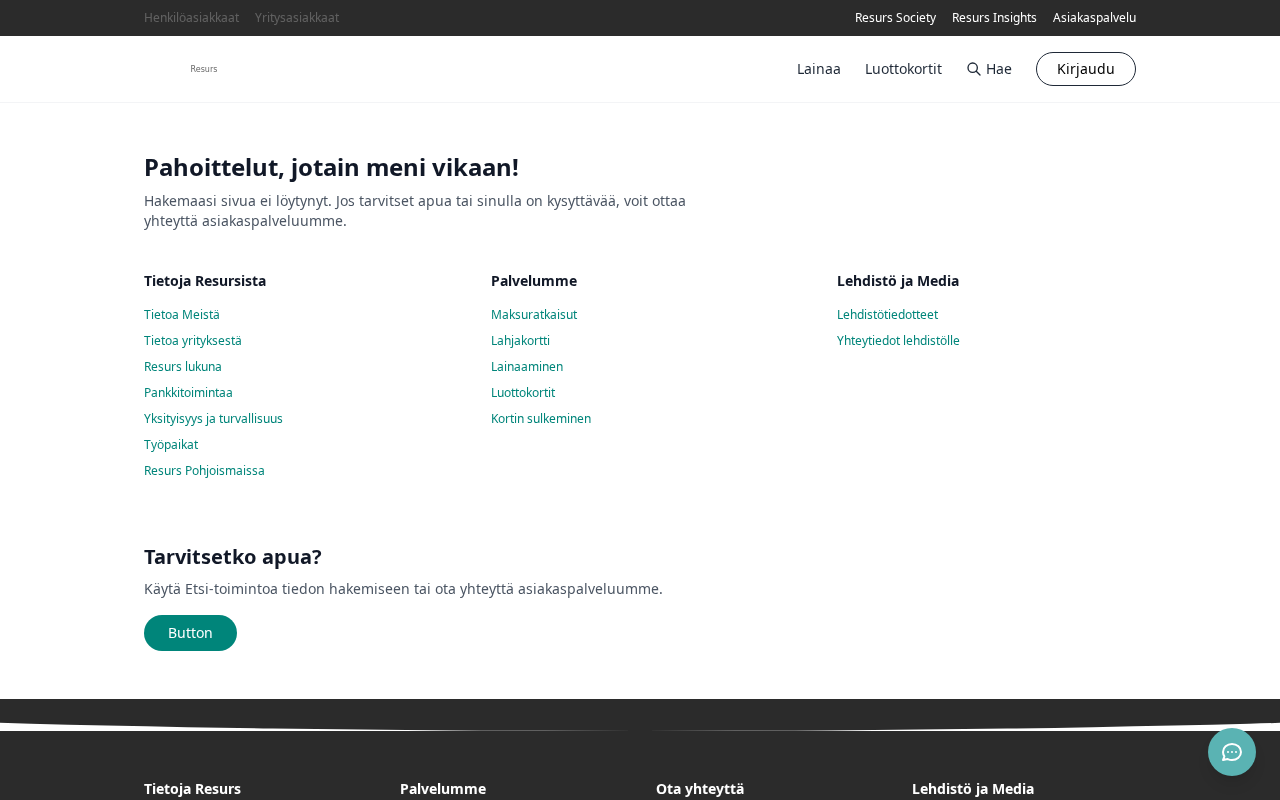 Henkilöasiakkaat Yritysasiakkaat Resurs Society Resurs Insights Asiakaspalvelu
Resurs Lainaa Luottokortit Hae Kirjaudu
Pahoittelut, jotain meni vikaan!
Hakemaasi sivua ei löytynyt. Jos tarvitset apua tai sinulla on kysyttävää, voit ottaa
yhteyttä asiakaspalveluumme.
Tietoja Resursista
Tietoa Meistä
Tietoa yrityksestä
Resurs lukuna
Pankkitoimintaa
Yksityisyys ja turvallisuus
Työpaikat
Resurs Pohjoismaissa
Palvelumme
Maksuratkaisut
Lahjakortti
Lainaaminen
Luottokortit
Kortin sulkeminen
Lehdistö ja Media
Lehdistötiedotteet
Yhteytiedot lehdistölle
Tarvitsetko apua?
Käytä Etsi-toimintoa tiedon hakemiseen tai ota yhteyttä asiakaspalveluumme.
Button
Tietoja Resurs Palvelumme Ota yhteyttä Lehdistö ja Media